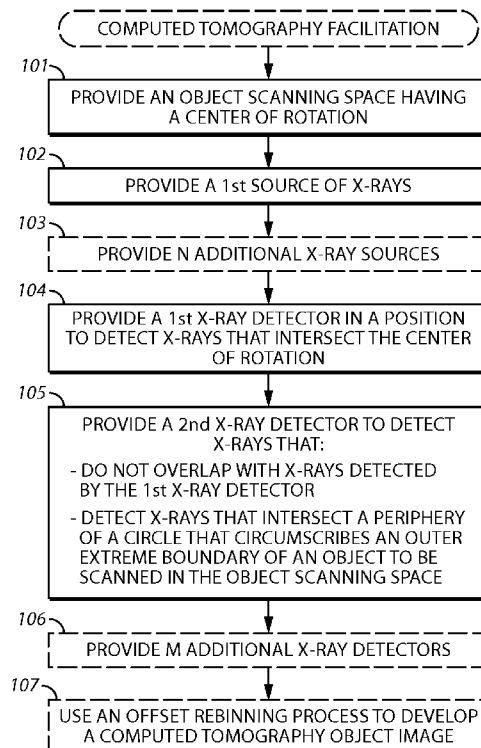 COMPUTED TOMOGRAPHY FACILITATION
101
PROVIDE AN OBJECT SCANNING SPACE HAVING
A CENTER OF ROTATION
102
PROVIDE A 1st SOURCE OF X-RAYS
103
PROVIDE N ADDITIONAL X-RAY SOURCES
104
PROVIDE A 1st X-RAY DETECTOR IN A POSITION
TO DETECT X-RAYS THAT INTERSECT THE CENTER
OF ROTATION
105
PROVIDE A 2nd X-RAY DETECTOR TO DETECT
X-RAYS THAT:
- DO NOT OVERLAP WITH X-RAYS DETECTED
BY THE 1st X-RAY DETECTOR
- DETECT X-RAYS THAT INTERSECT A PERIPHERY
OF A CIRCLE THAT CIRCUMSCRIBES AN OUTER
EXTREME BOUNDARY OF AN OBJECT TO BE
SCANNED IN THE OBJECT SCANNING SPACE
106
PROVIDE M ADDITIONAL X-RAY DETECTORS
107
USE AN OFFSET REBINNING PROCESS TO DEVELOP
A COMPUTED TOMOGRAPHY OBJECT IMAGE